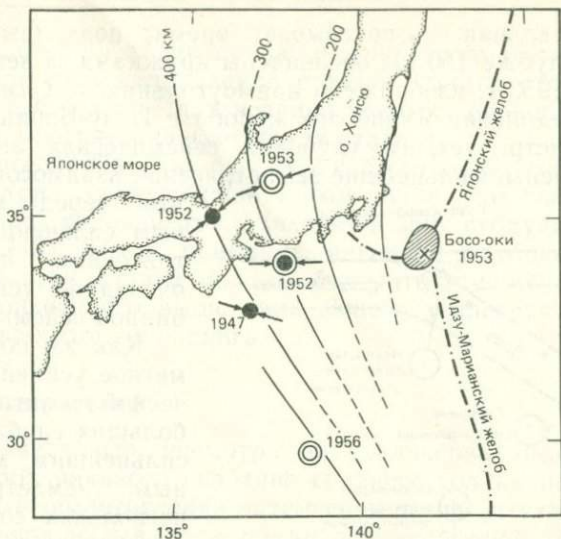 400 км
300
200
о. Хонсю
Японский желоб
Японское море
1953
35°
1952
Босо-оки
1953
1952
1947
Идзу-Марианский желоб
30°
1956
135°
140°